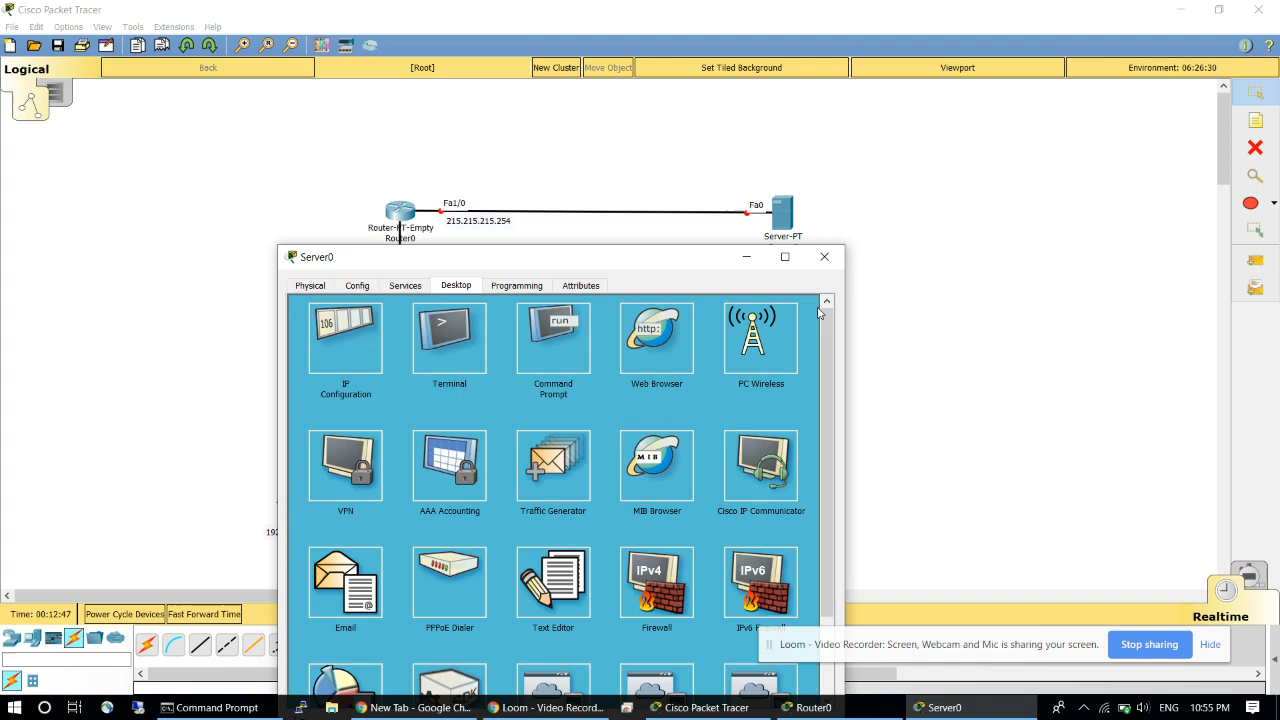 Cisco Packet Tracer
File Edit Options View Tools Extensions Help
Logical Back [Root] New Cluster Move Object Set Tiled Background Viewport Environment: 06:26:30
Fa1/0 Fa0
215.215.215.254
Router-PT-Empty
Router0
Server-PT
Server0
Physical Config Services Desktop Programming Attributes
106
>
run
http:
IP
Configuration
Terminal
Command
Prompt
Web Browser
PC Wireless
MIB
VPN
AAA Accounting
Traffic Generator
MIB Browser
Cisco IP Communicator
192
@
IPv4
IPv6
Email
PPPoE Dialer
Text Editor
Firewall
IPv6
Time: 00:12:47 Power Cycle Devices Fast Forward Time
Realtime
Loom - Video Recorder: Screen, Webcam and Mic is sharing your screen. Stop sharing Hide
Command Prompt
New Tab - Google Ch...
Loom - Video Record...
Cisco Packet Tracer
Router0
Server0
10:55 PM